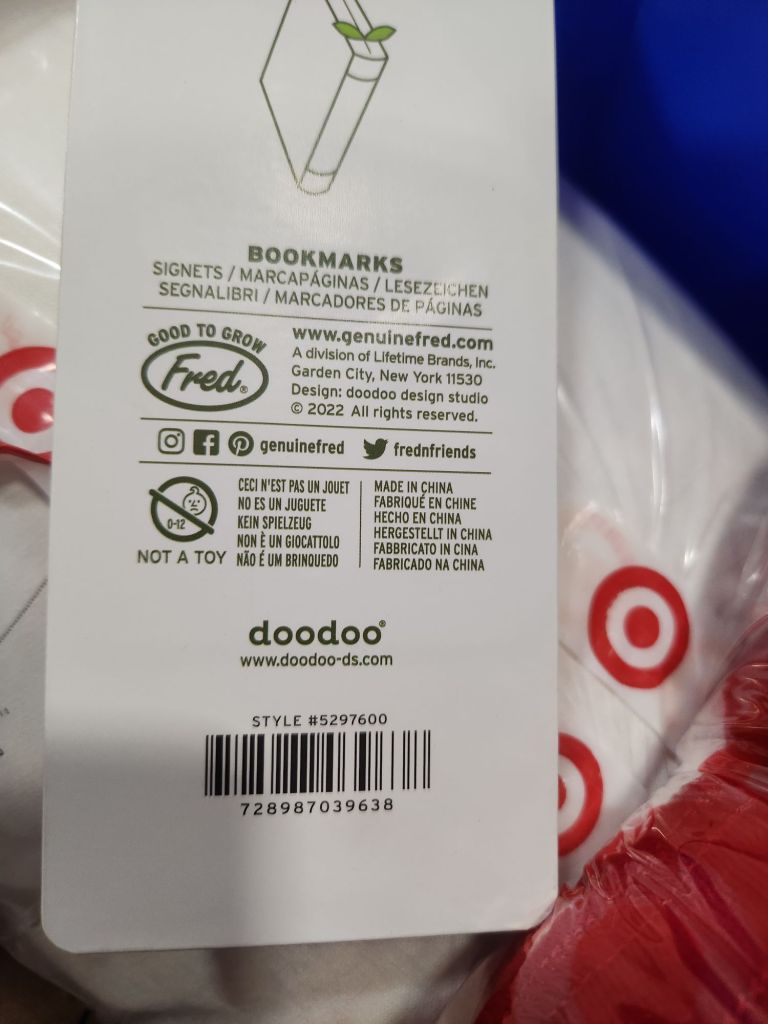 BOOKMARKS
SIGNETS / MARCAPÁGINAS / LESEZEICHEN
SEGNALIBRI / MARCADORES DE PÁGINAS
GOOD TO GROW
Fred®
www.genuinefred.com
A division of Lifetime Brands, Inc.
Garden City, New York 11530
Design: doodoo design studio
© 2022 All rights reserved.
genuinefred
frednfriends
0-12
NOT A TOY
CECI N'EST PAS UN JOUET
NO ES UN JUGUETE
KEIN SPIELZEUG
NON È UN GIOCATTOLO
NÃO É UM BRINQUEDO
MADE IN CHINA
FABRIQUÉ EN CHINE
HECHO EN CHINA
HERGESTELLT IN CHINA
FABBRICATO IN CINA
FABRICADO NA CHINA
doodoo®
www.doodoo-ds.com
STYLE #5297600
728987039638